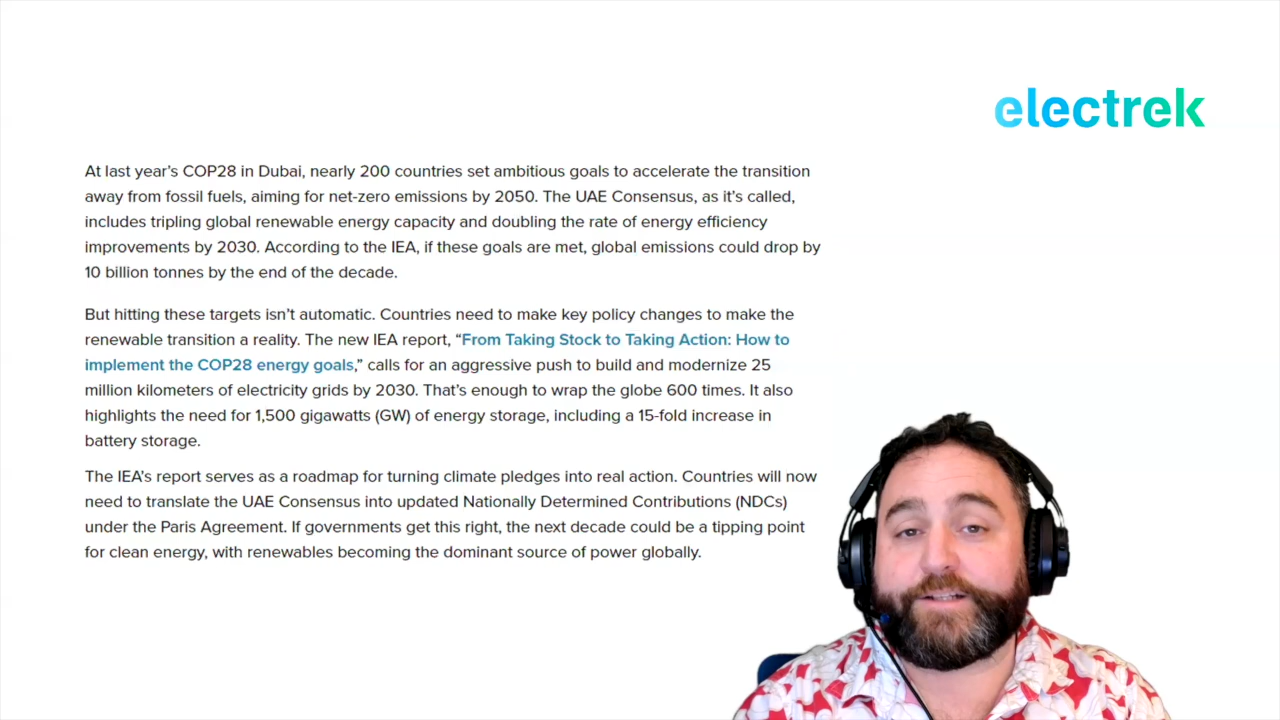 electrek
At last year’s COP28 in Dubai, nearly 200 countries set ambitious goals to accelerate the transition
away from fossil fuels, aiming for net-zero emissions by 2050. The UAE Consensus, as it’s called,
includes tripling global renewable energy capacity and doubling the rate of energy efficiency
improvements by 2030. According to the IEA, if these goals are met, global emissions could drop by
10 billion tonnes by the end of the decade.
But hitting these targets isn’t automatic. Countries need to make key policy changes to make the
renewable transition a reality. The new IEA report, “From Taking Stock to Taking Action: How to
implement the COP28 energy goals,” calls for an aggressive push to build and modernize 25
million kilometers of electricity grids by 2030. That’s enough to wrap the globe 600 times. It also
highlights the need for 1,500 gigawatts (GW) of energy storage, including a 15-fold increase in
battery storage.
The IEA’s report serves as a roadmap for turning climate pledges into real action. Countries will now
need to translate the UAE Consensus into updated Nationally Determined Contributions (NDCs)
under the Paris Agreement. If governments get this right, the next decade could be a tipping point
for clean energy, with renewables becoming the dominant source of power globally.